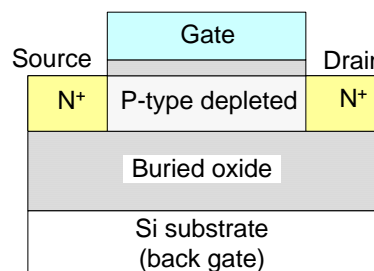 Gate
Source
Drain
N⁺
P-type depleted
N⁺
Buried oxide
Si substrate
(back gate)